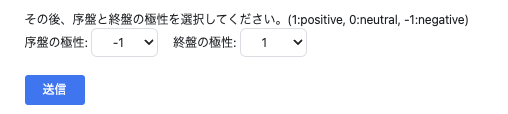 その後、序盤と終盤の極性を選択してください。(1:positive, 0:neutral, -1:negative)
序盤の極性: -1 終盤の極性: 1
送信